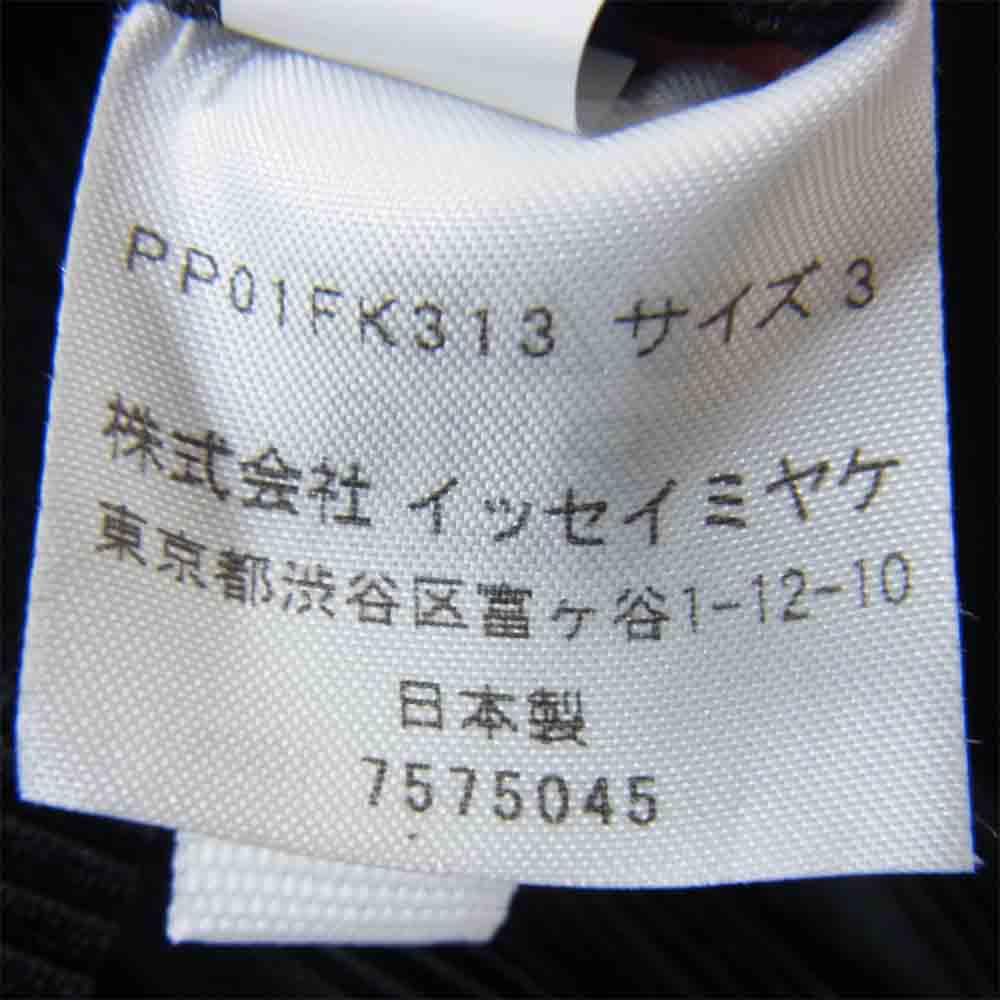 PP01FK313 サイズ3
株式会社 イッセイミヤケ
東京都渋谷区富ヶ谷1-12-10
日本製
7575045